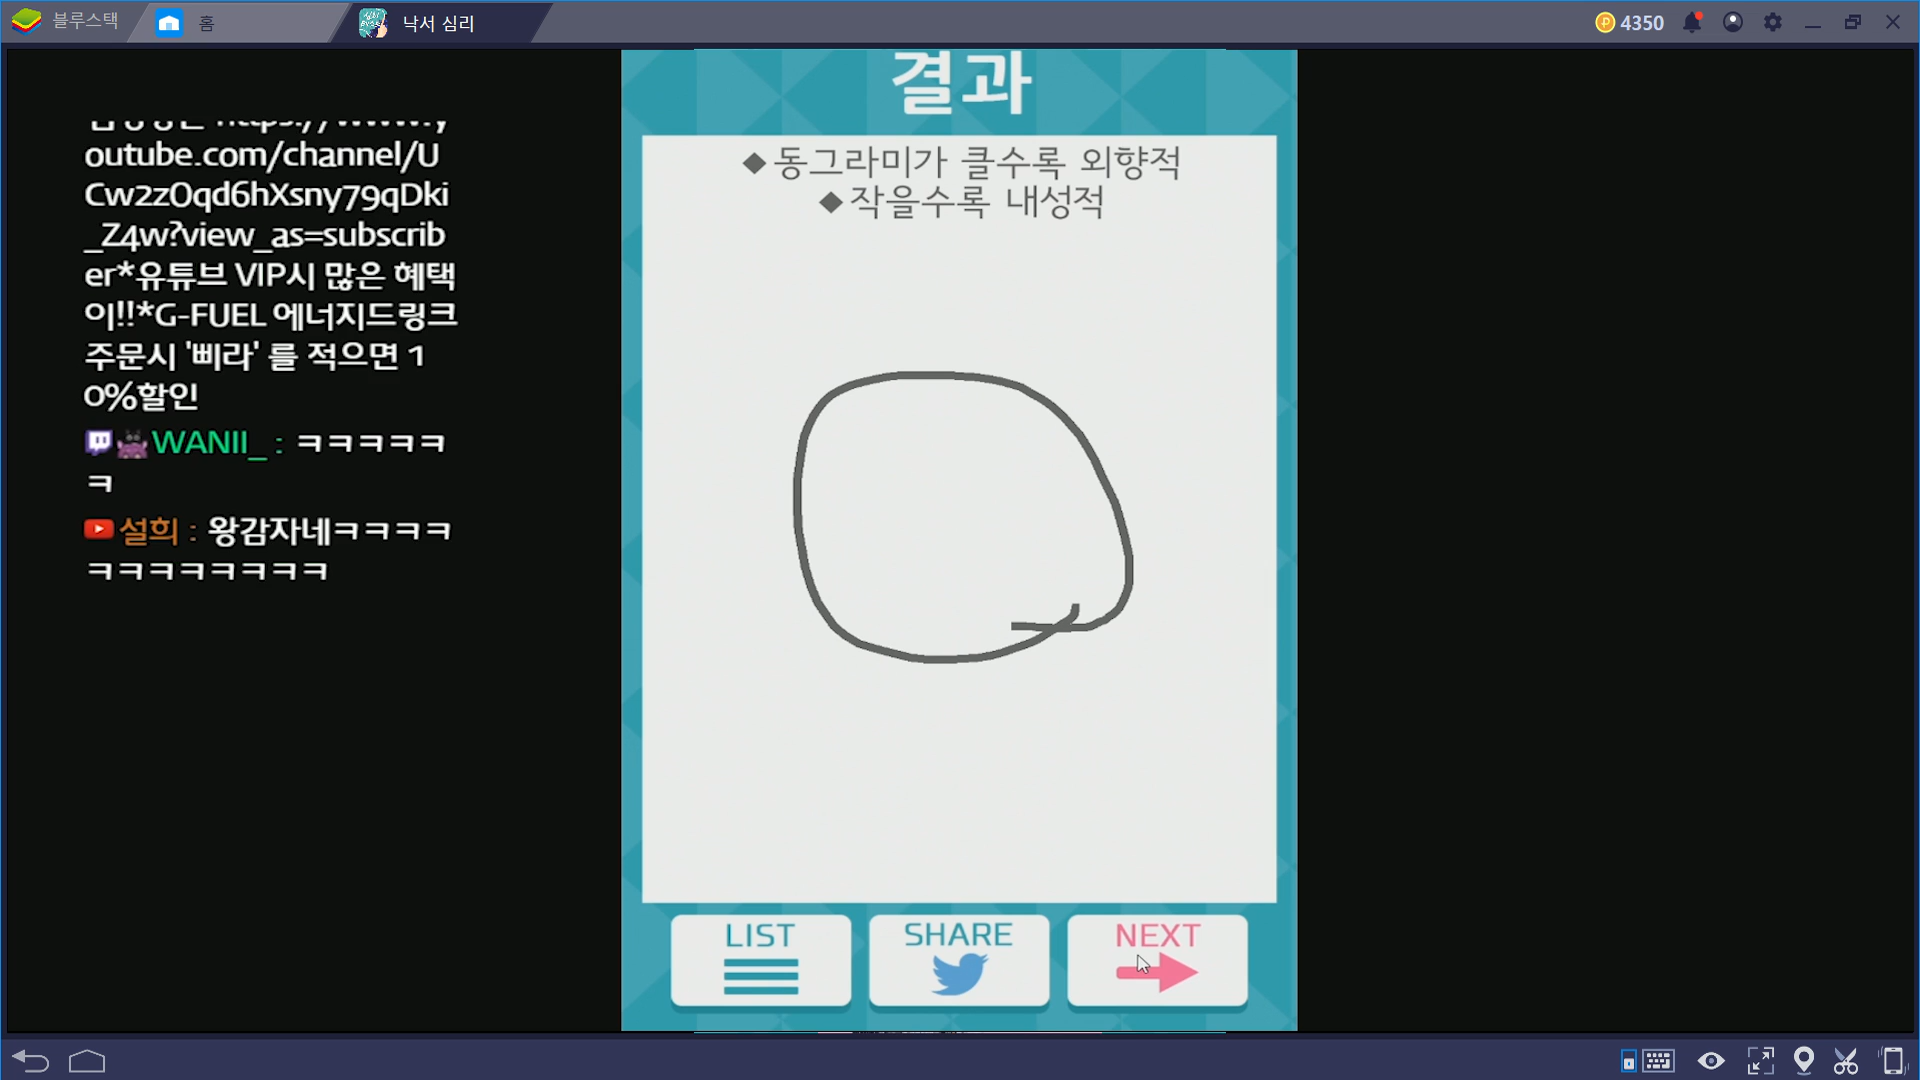 블루스택
홈
낙서 심리
4350
outube.com/channel/U
Cw2zOqd6hXsny79qDki
_Z4w?view_as=subscrib
er*유튜브 VIP시 많은 혜택
이!!*G-FUEL 에너지드링크
주문시 '삐라' 를 적으면 1
0%할인
WANII_ : ㅋㅋㅋㅋㅋ
ㅋ
설희 : 왕감자네ㅋㅋㅋㅋ
ㅋㅋㅋㅋㅋㅋㅋㅋ
결과
◆동그라미가 클수록 외향적
◆작을수록 내성적
LIST
SHARE
NEXT